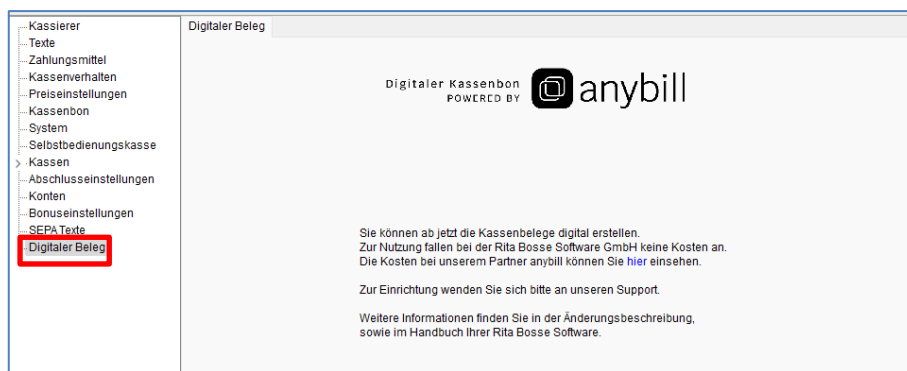 Kassierer
Texte
Zahlungsmittel
Kassenverhalten
Preiseinstellungen
Kassenbon
System
Selbstbedienungskasse
Kassen
Abschlusseinstellungen
Konten
Bonuseinstellungen
SEPA Texte
Digitaler Beleg
Digitaler Beleg
Digitaler Kassenbon
POWERED BY
anybill
Sie können ab jetzt die Kassenbelege digital erstellen.
Zur Nutzung fallen bei der Rita Bosse Software GmbH keine Kosten an.
Die Kosten bei unserem Partner anybill können Sie hier einsehen.
Zur Einrichtung wenden Sie sich bitte an unseren Support.
Weitere Informationen finden Sie in der Änderungsbeschreibung,
sowie im Handbuch Ihrer Rita Bosse Software.